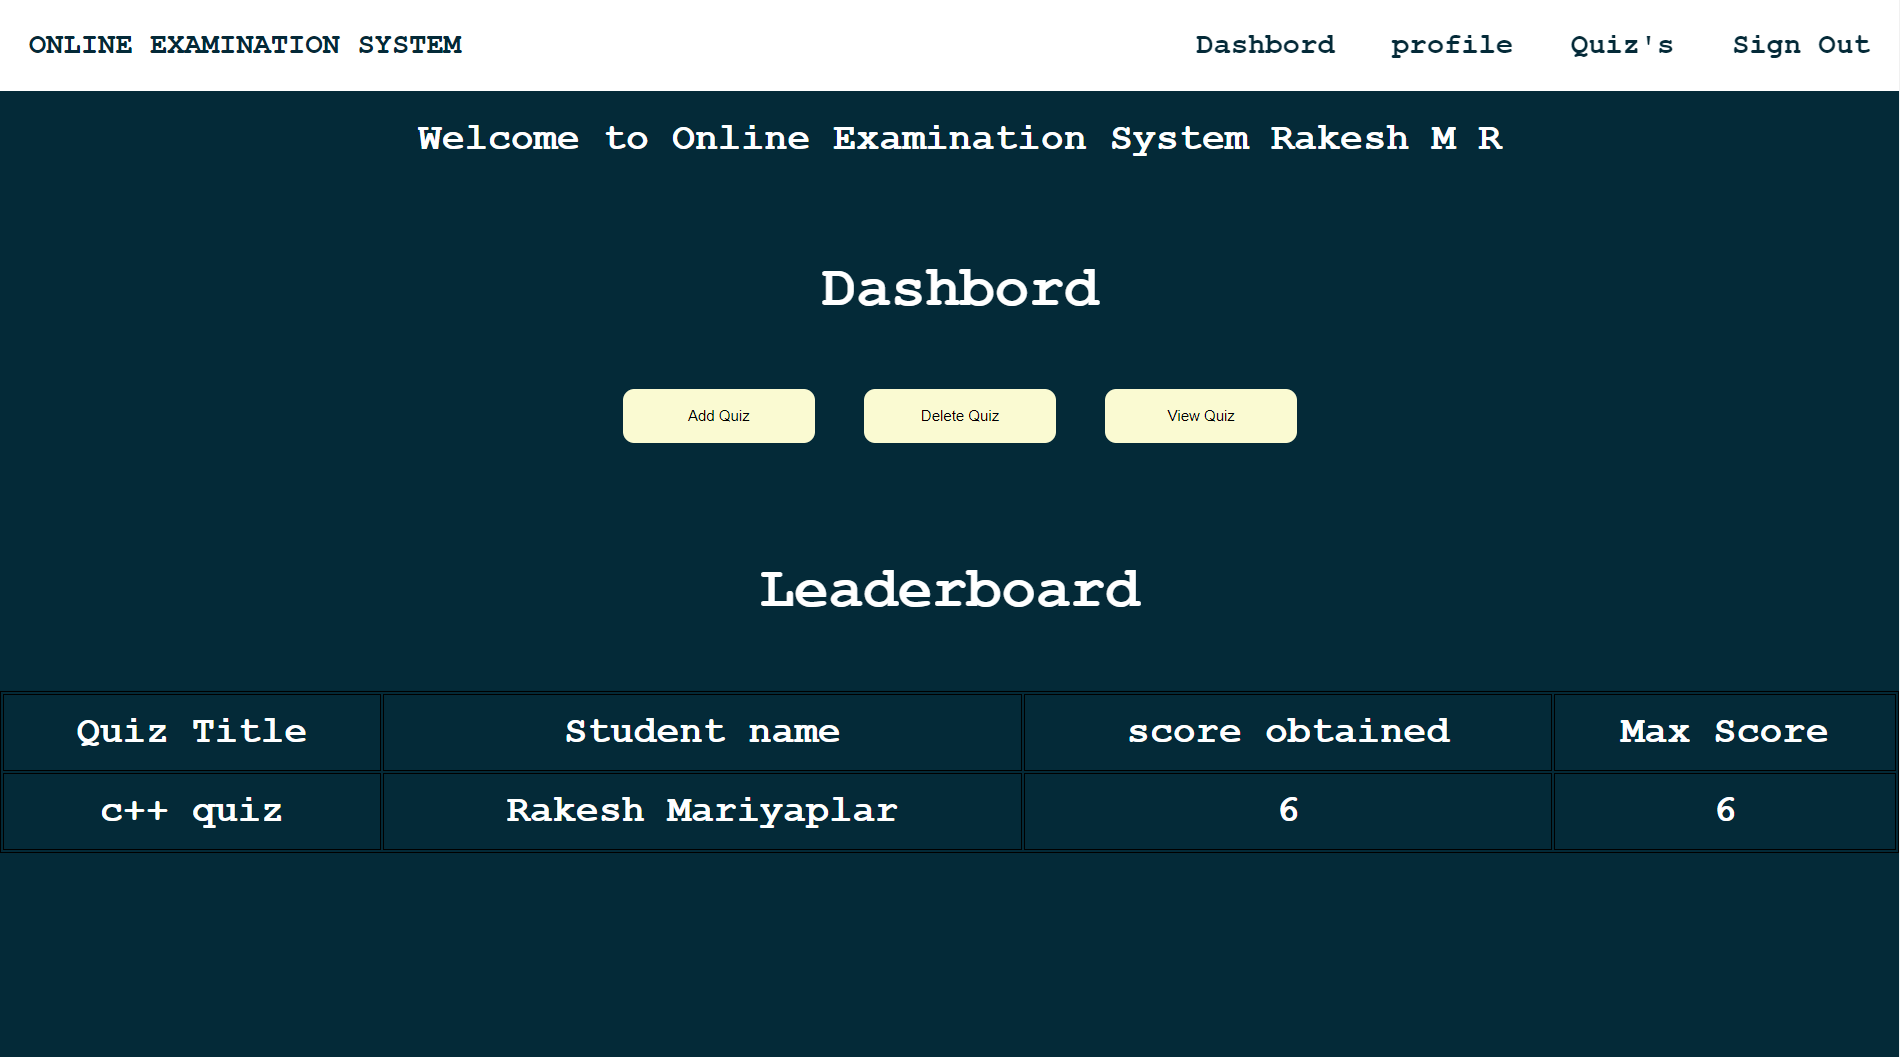 ONLINE EXAMINATION SYSTEM Dashbord profile Quiz's Sign Out
Welcome to Online Examination System Rakesh M R
Dashbord
Add Quiz Delete Quiz View Quiz
Leaderboard
Quiz Title Student name score obtained Max Score
c++ quiz Rakesh Mariyaplar 6 6